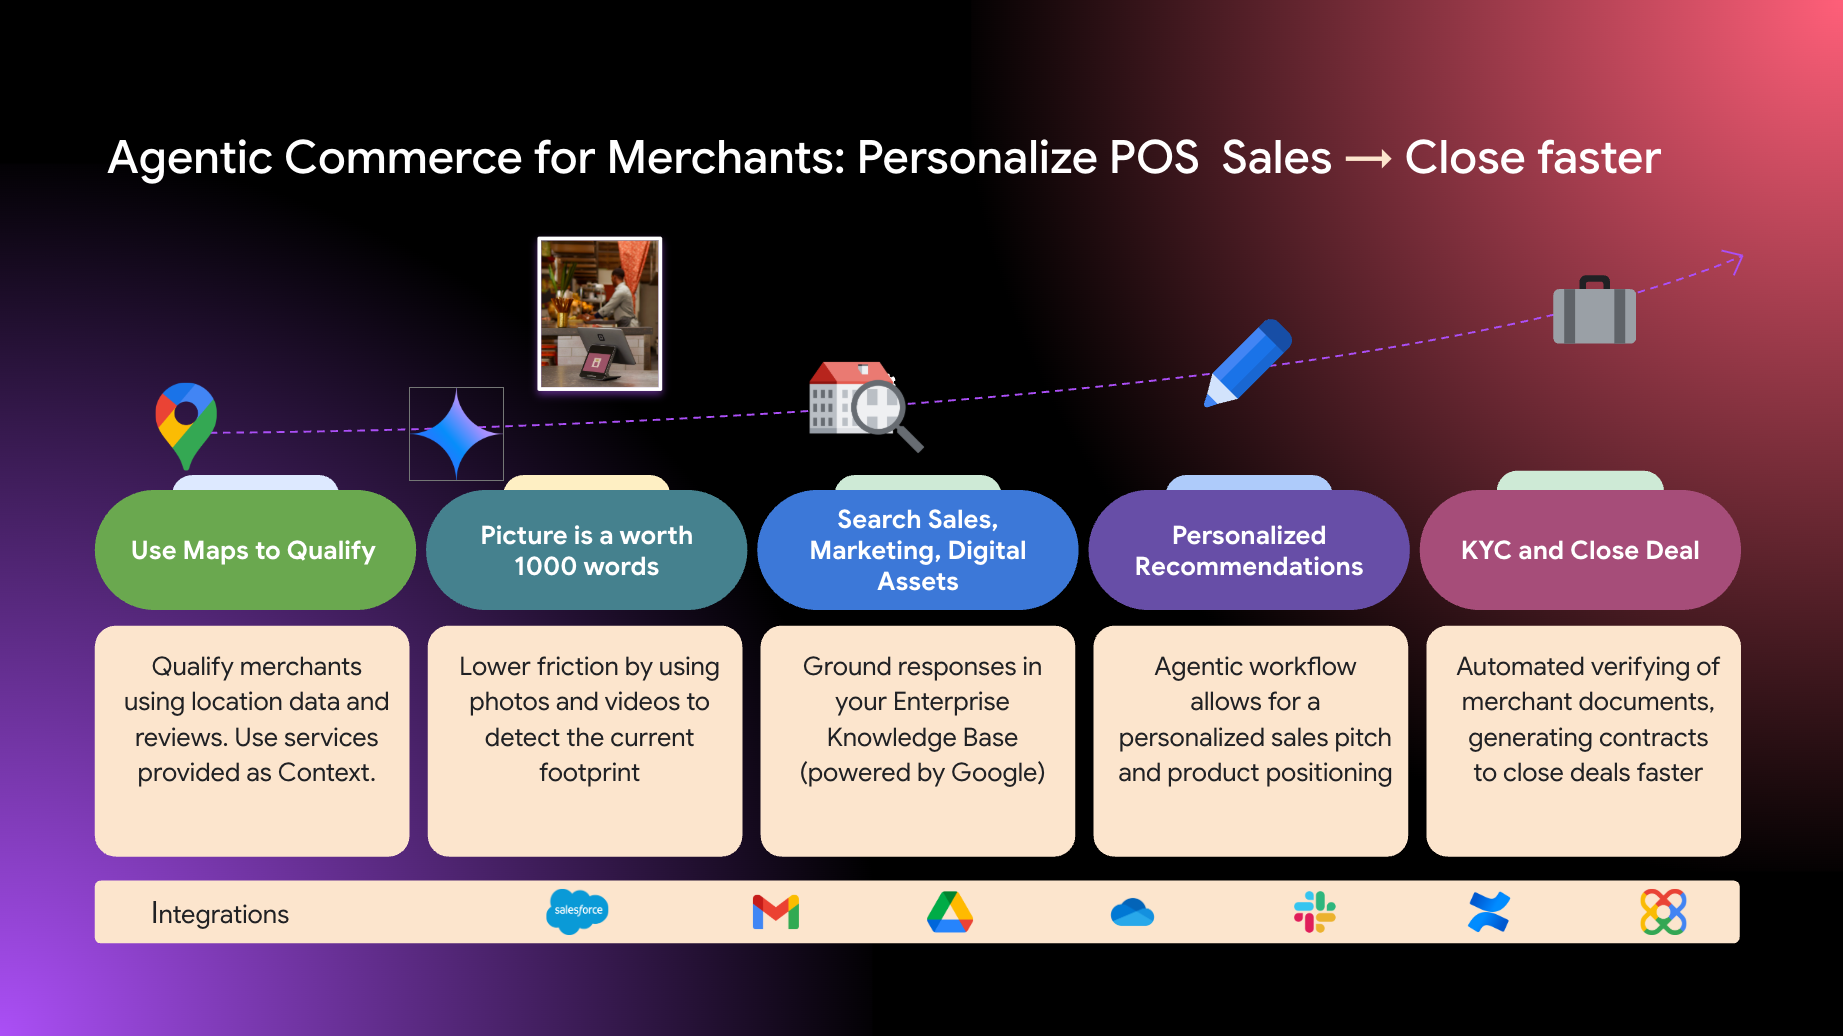 Agentic Commerce for Merchants: Personalize POS  Sales → Close faster
Use Maps to Qualify
Picture is a worth
1000 words
Search Sales,
Marketing, Digital
Assets
Personalized
Recommendations
KYC and Close Deal
Qualify merchants
using location data and
reviews. Use services
provided as Context.
Lower friction by using
photos and videos to
detect the current
footprint
Ground responses in
your Enterprise
Knowledge Base
(powered by Google)
Agentic workflow
allows for a
personalized sales pitch
and product positioning
Automated verifying of
merchant documents,
generating contracts
to close deals faster
Integrations
salesforce